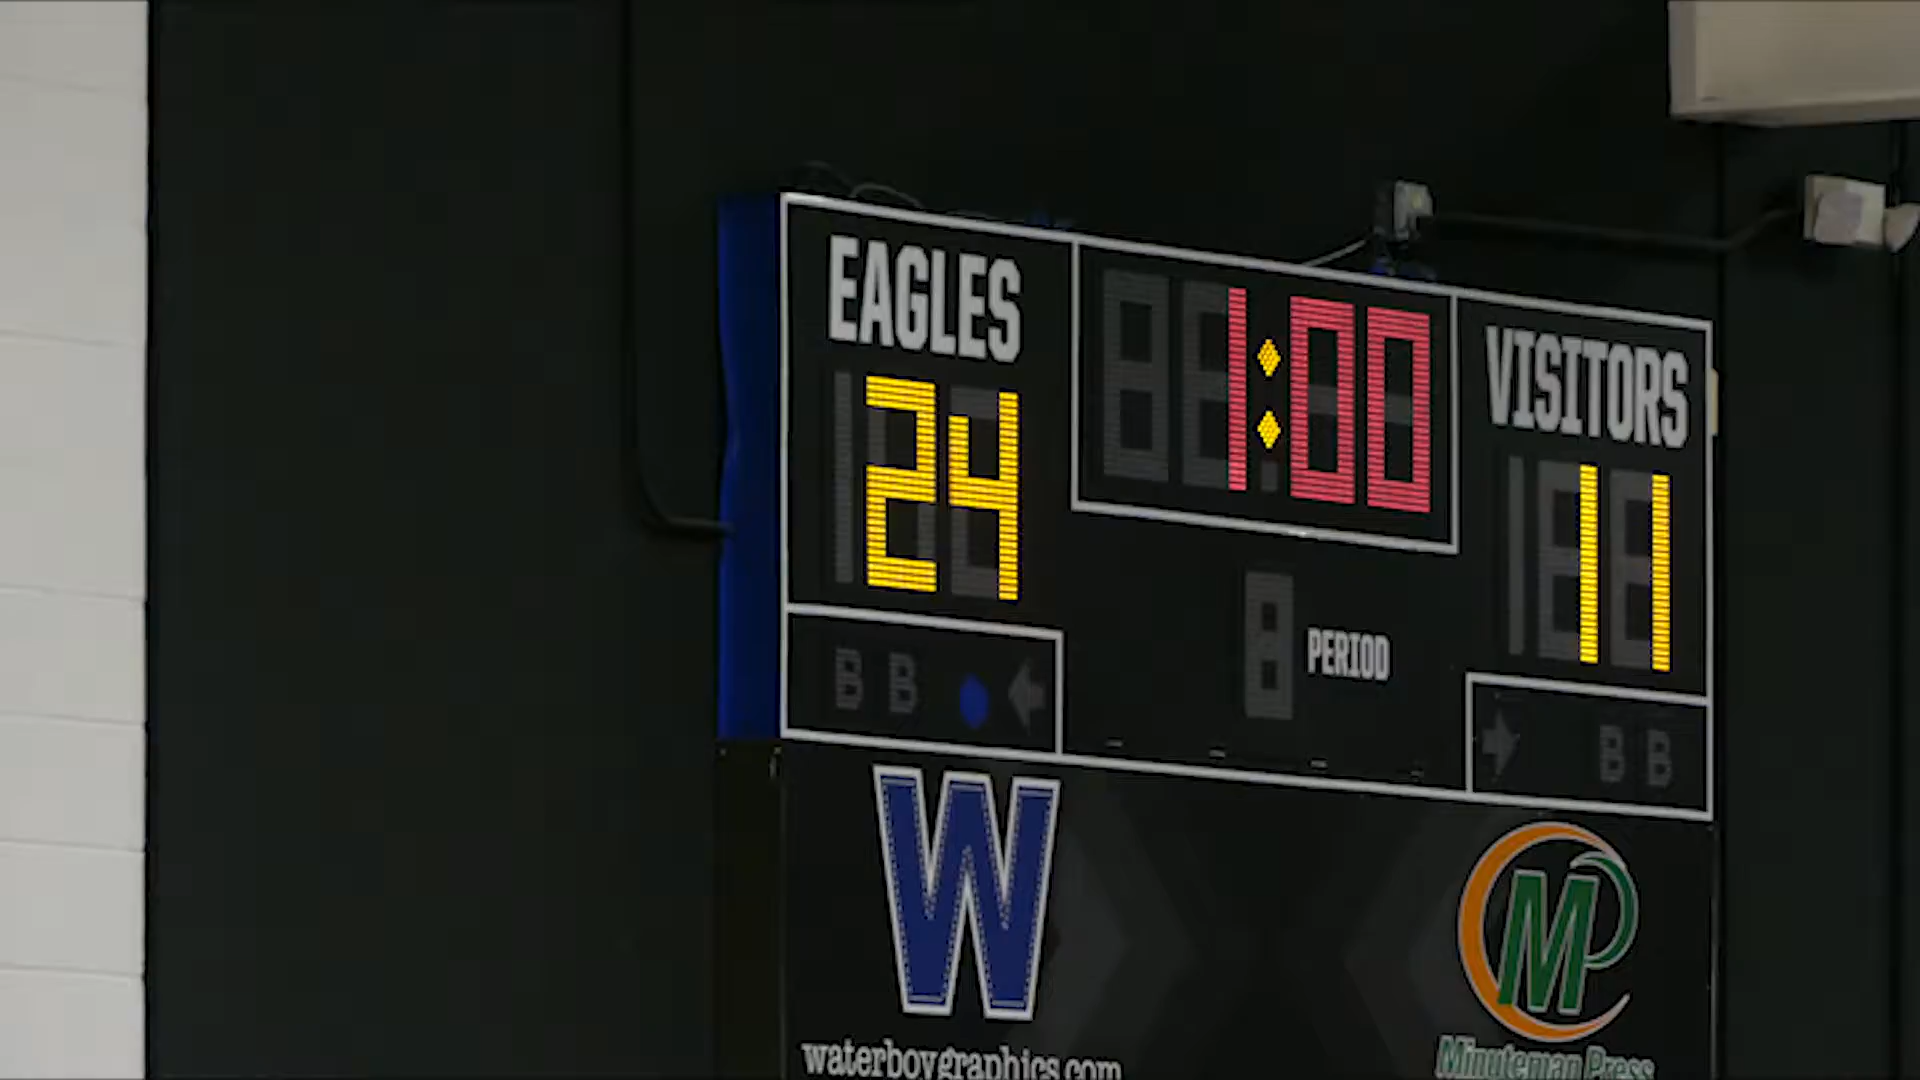 EAGLES
1:00
VISITORS
24
11
PERIOD
W
MP
waterboygraphics.com
Minuteman Press